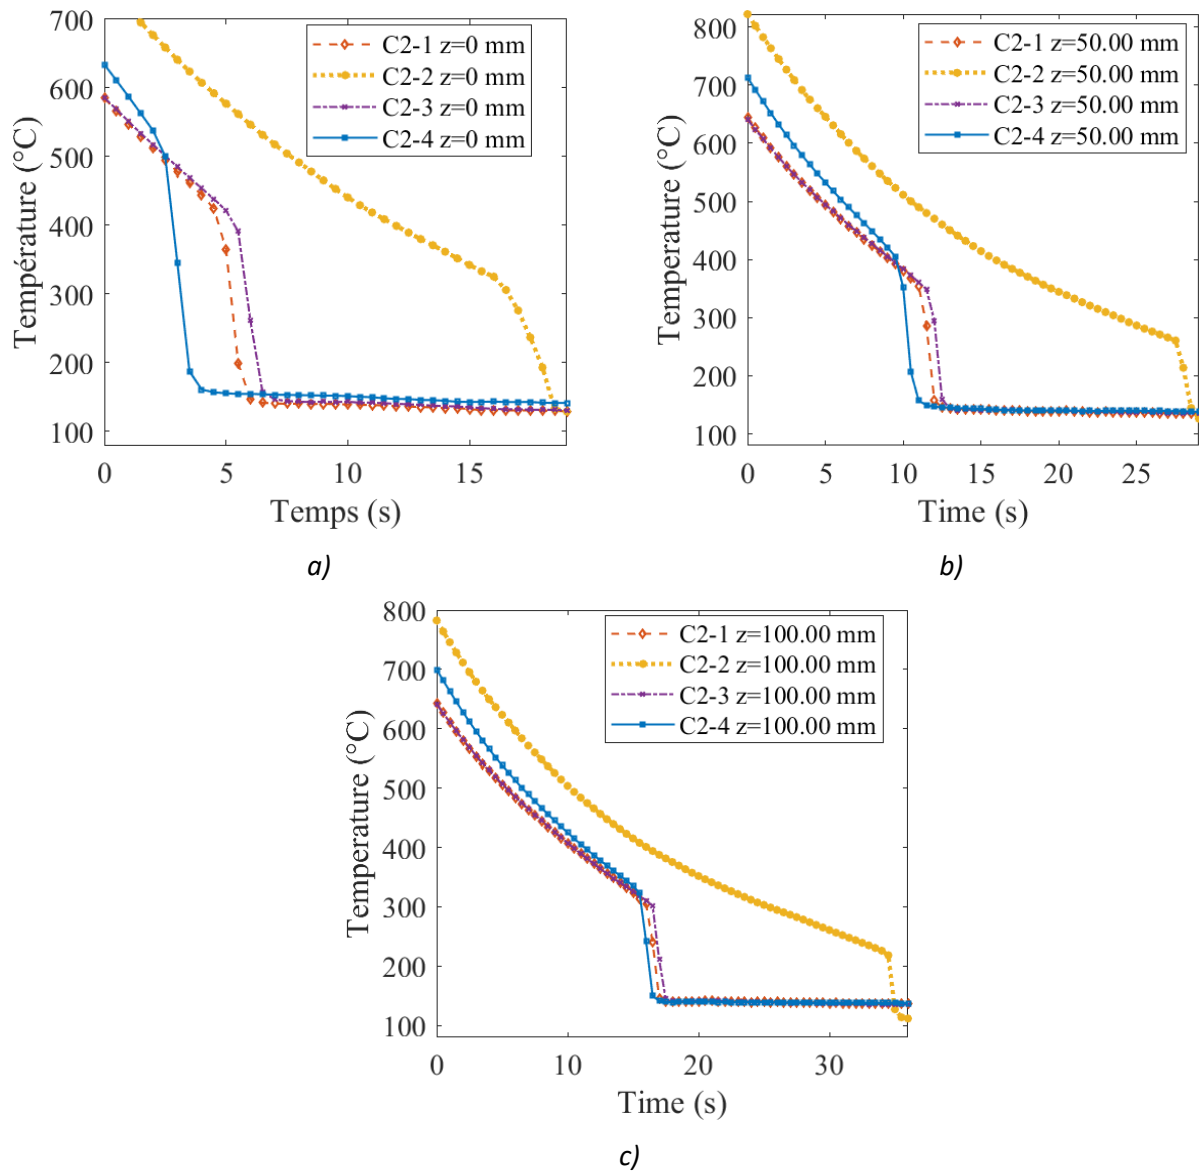 700
600
500
400
300
200
100
0
5
10
15
Température (°C)
Temps (s)
C2-1 z=0 mm
C2-2 z=0 mm
C2-3 z=0 mm
C2-4 z=0 mm
a)
800
700
600
500
400
300
200
100
0
5
10
15
20
25
Temperature (°C)
Time (s)
C2-1 z=50.00 mm
C2-2 z=50.00 mm
C2-3 z=50.00 mm
C2-4 z=50.00 mm
b)
800
700
600
500
400
300
200
100
0
10
20
30
Temperature (°C)
Time (s)
C2-1 z=100.00 mm
C2-2 z=100.00 mm
C2-3 z=100.00 mm
C2-4 z=100.00 mm
c)